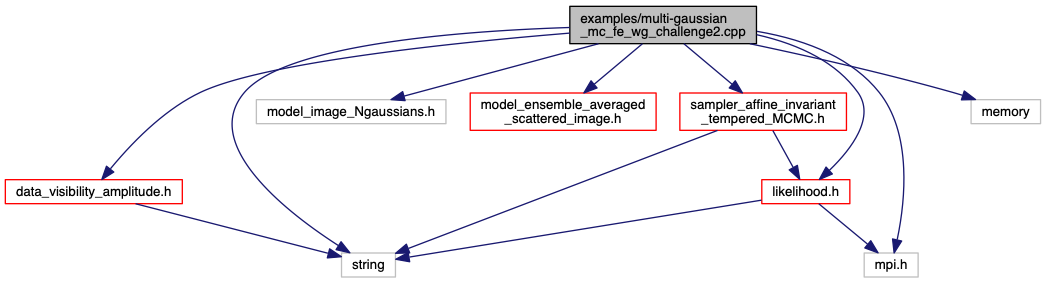 examples/multi-gaussian
_mc_fe_wg_challenge2.cpp
model_image_Ngaussians.h
model_ensemble_averaged
_scattered_image.h
sampler_affine_invariant
_tempered_MCMC.h
memory
data_visibility_amplitude.h
likelihood.h
string
mpi.h